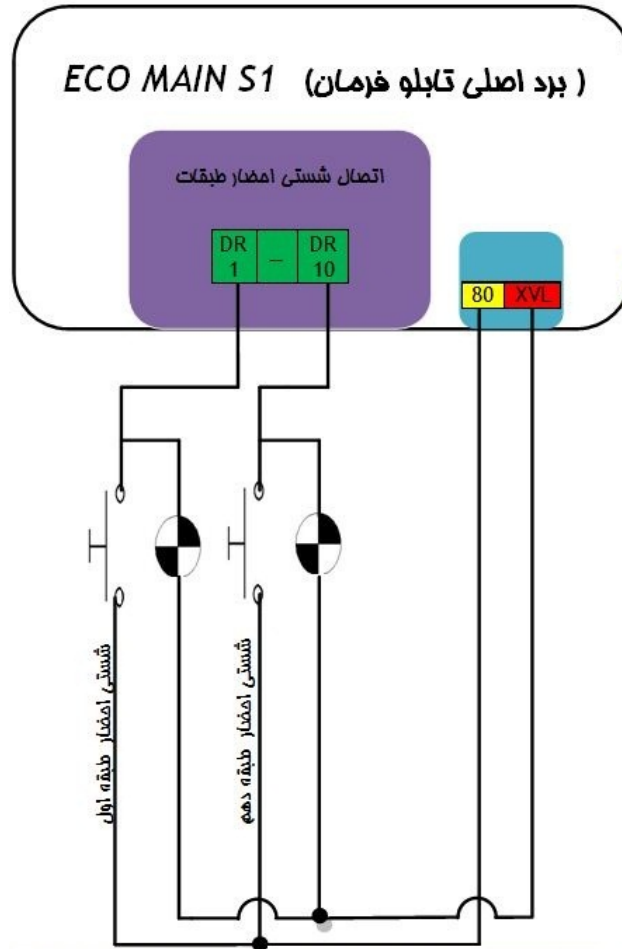 ECO MAIN S1 (برد اصلی تابلو فرمان)
اتصال شستی احضار طبقات
DR 1
–
DR 10
80
XVL
شستی احضار طبقه اول
شستی احضار طبقه دهم